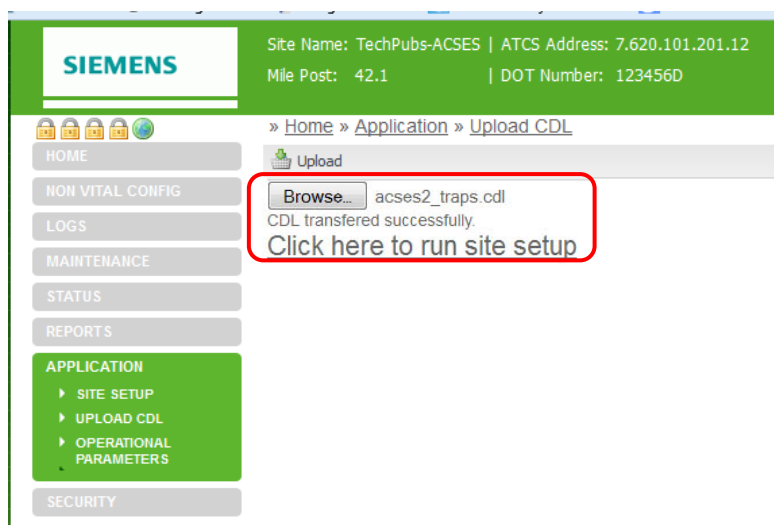 SIEMENS
Site Name: TechPubs-ACSES | ATCS Address: 7.620.101.201.12
Mile Post: 42.1 | DOT Number: 123456D
» Home » Application » Upload CDL
Upload
Browse... acses2_traps.cdl
CDL transfered successfully.
Click here to run site setup
HOME
NON VITAL CONFIG
LOGS
MAINTENANCE
STATUS
REPORTS
APPLICATION
SITE SETUP
UPLOAD CDL
OPERATIONAL
PARAMETERS
SECURITY